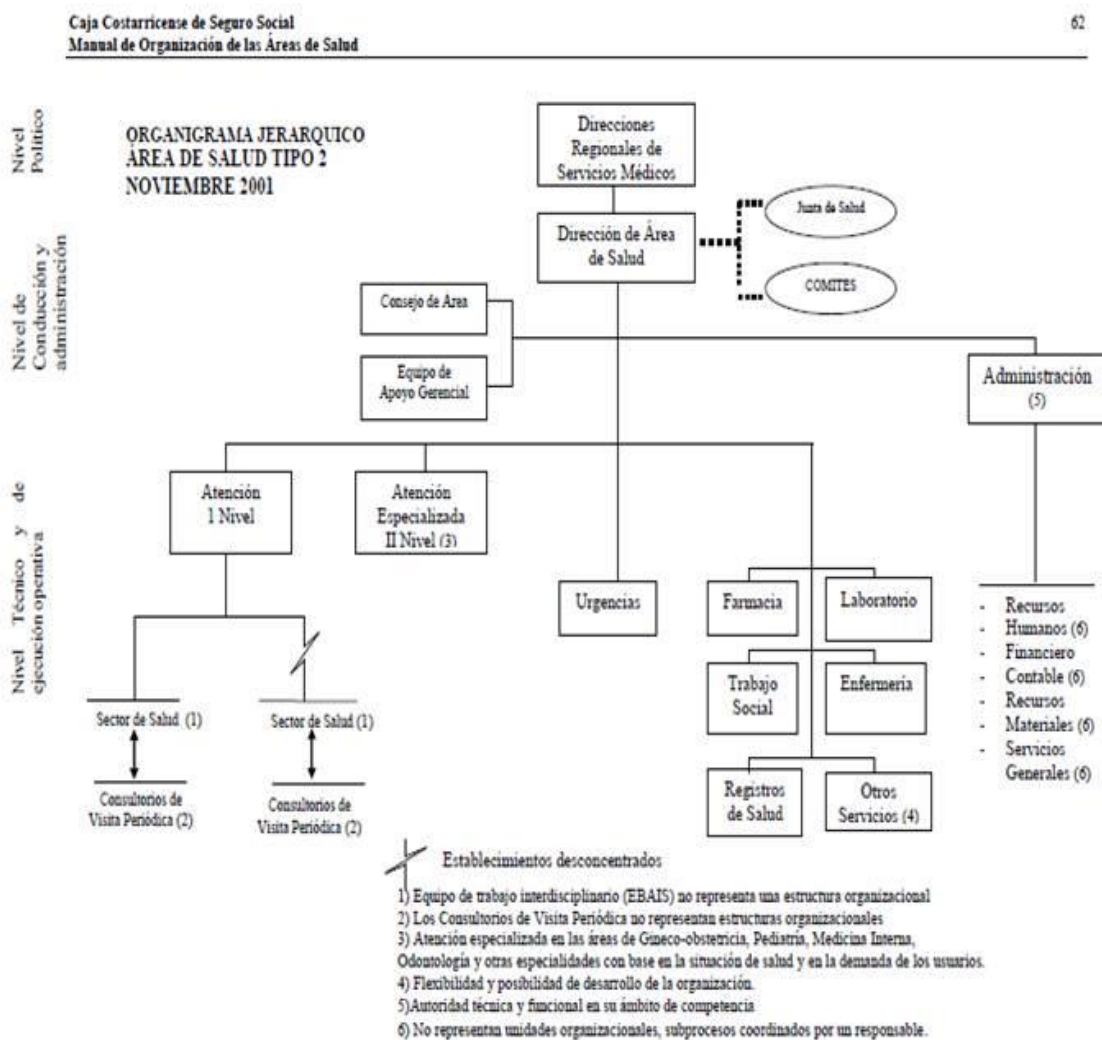 Caja Costarricense de Seguro Social
62
Manual de Organización de las Áreas de Salud
Nivel
Político
ORGANIGRAMA JERARQUICO
ÁREA DE SALUD TIPO 2
NOVIEMBRE 2001
Direcciones
Regionales de
Servicios Médicos
Junta de Salud
Dirección de Área
de Salud
COMITES
Nivel de
Conducción y
administración
Consejo de Area
Equipo de
Apoyo Gerencial
Administración
(5)
Nivel Técnico y de
ejecución operativa
Atención
1 Nivel
Atención
Especializada
II Nivel (3)
Urgencias
Farmacia
Laboratorio
Trabajo
Social
Enfermería
Registros
de Salud
Otros
Servicios (4)
- Recursos
- Humanos (6)
- Financiero
- Contable (6)
- Recursos
- Materiales (6)
- Servicios
Generales (6)
Sector de Salud (1)
Sector de Salud (1)
Consultorios de
Visita Periódica (2)
Consultorios de
Visita Periódica (2)
Establecimientos desconcentrados
1) Equipo de trabajo interdisciplinario (EBAIS) no representa una estructura organizacional
2) Los Consultorios de Visita Periódica no representan estructuras organizacionales
3) Atención especializada en las áreas de Gineco-obstetricia, Pediatría, Medicina Interna,
Odontología y otras especialidades con base en la situación de salud y en la demanda de los usuarios.
4) Flexibilidad y posibilidad de desarrollo de la organización.
5)Autoridad técnica y funcional en su ámbito de competencia
6) No representan unidades organizacionales, subprocesos coordinados por un responsable.